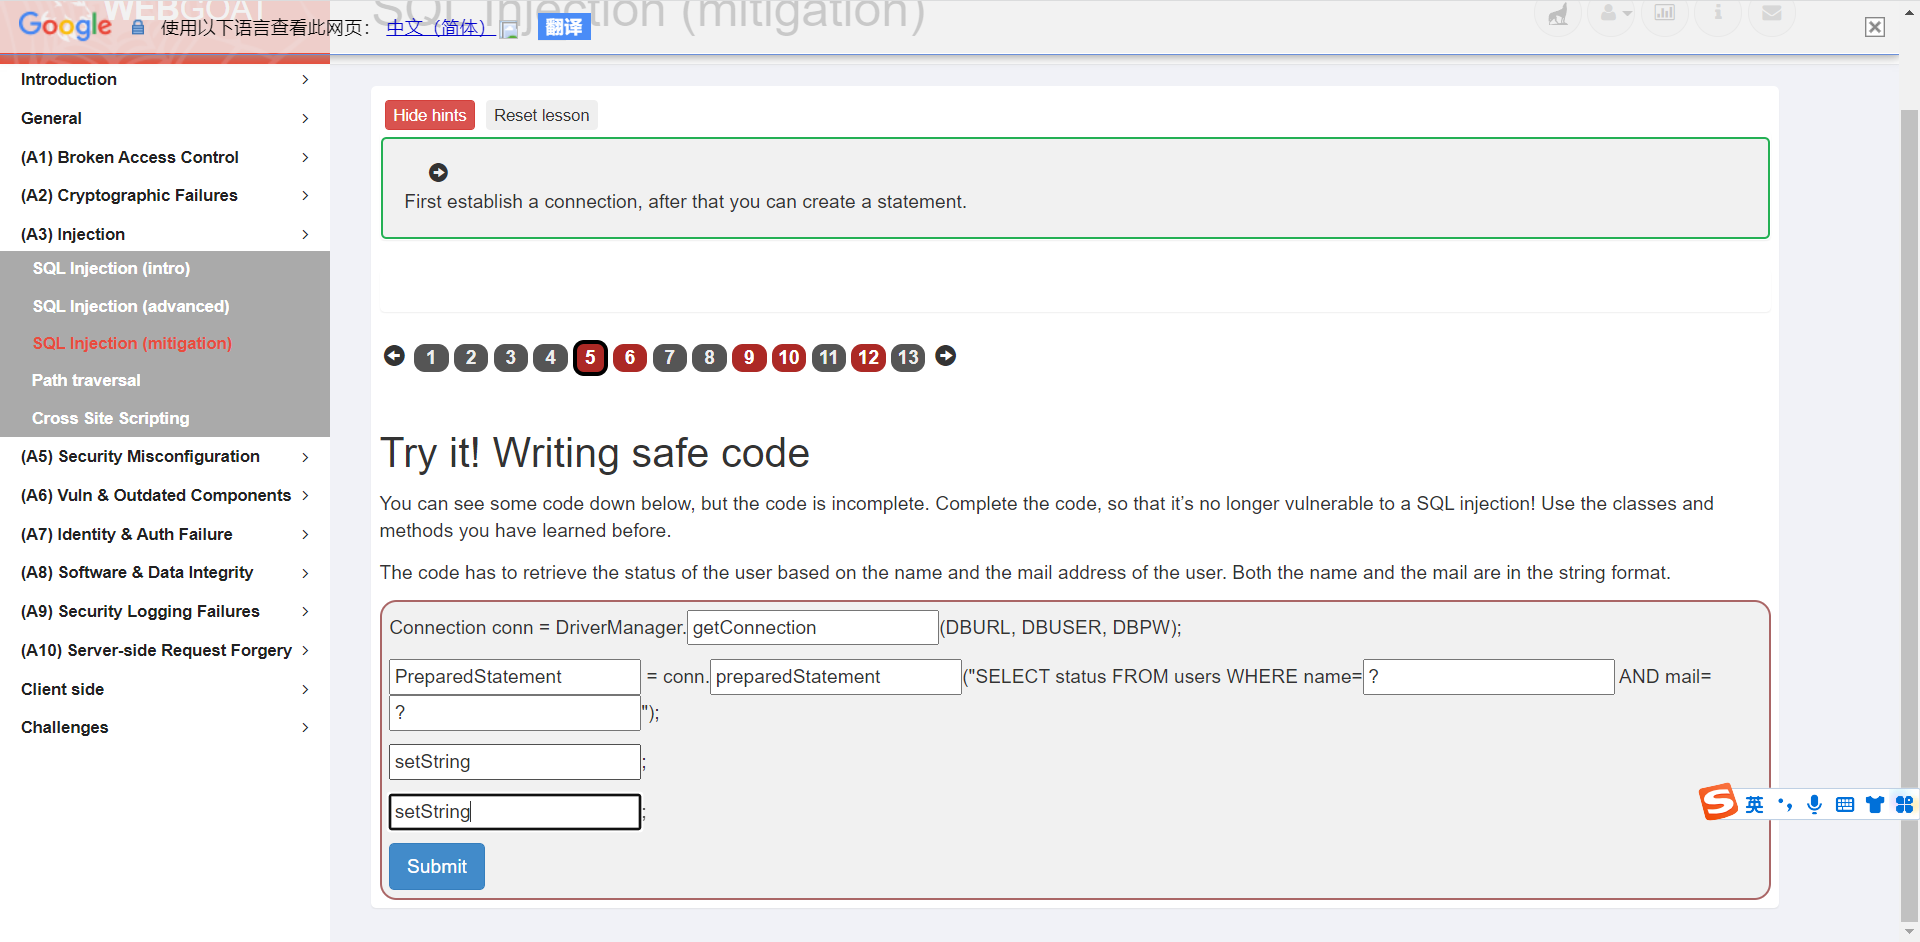 WEBGOAT
SQL Injection (mitigation)
Google 使用以下语言查看此网页： 中文（简体） 翻译
Introduction
General
(A1) Broken Access Control
(A2) Cryptographic Failures
(A3) Injection
SQL Injection (intro)
SQL Injection (advanced)
SQL Injection (mitigation)
Path traversal
Cross Site Scripting
(A5) Security Misconfiguration
(A6) Vuln & Outdated Components
(A7) Identity & Auth Failure
(A8) Software & Data Integrity
(A9) Security Logging Failures
(A10) Server-side Request Forgery
Client side
Challenges
Hide hints Reset lesson
First establish a connection, after that you can create a statement.
1 2 3 4 5 6 7 8 9 10 11 12 13
Try it! Writing safe code
You can see some code down below, but the code is incomplete. Complete the code, so that it’s no longer vulnerable to a SQL injection! Use the classes and
methods you have learned before.
The code has to retrieve the status of the user based on the name and the mail address of the user. Both the name and the mail are in the string format.
Connection conn = DriverManager.getConnection(DBURL, DBUSER, DBPW);
PreparedStatement = conn.preparedStatement("SELECT status FROM users WHERE name=? AND mail=
?");
setString;
setString;
Submit
英